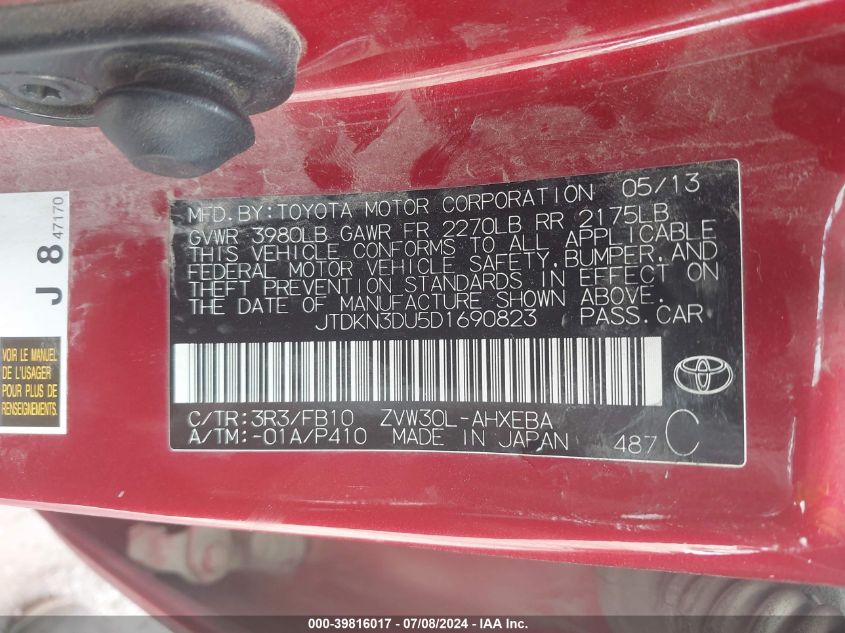 MFD. BY: TOYOTA MOTOR CORPORATION 05/13
GVWR 3980LB GAWR FR 2270LB RR 2175LB
THIS VEHICLE CONFORMS TO ALL APPLICABLE
FEDERAL MOTOR VEHICLE SAFETY, BUMPER, AND
THEFT PREVENTION STANDARDS IN EFFECT ON
THE DATE OF MANUFACTURE SHOWN ABOVE.
JTDKN3DU5D1690823 PASS. CAR
C/TR: 3R3/FB10 ZVW30L-AHXEBA
A/TM: -01A/P410 MADE IN JAPAN 487 C
J 8 47170
VOIR LE MANUEL
DE L'USAGER
POUR PLUS DE
RENSEIGNEMENTS.
000-39816017 / 07/08/2024 - IAA Inc.